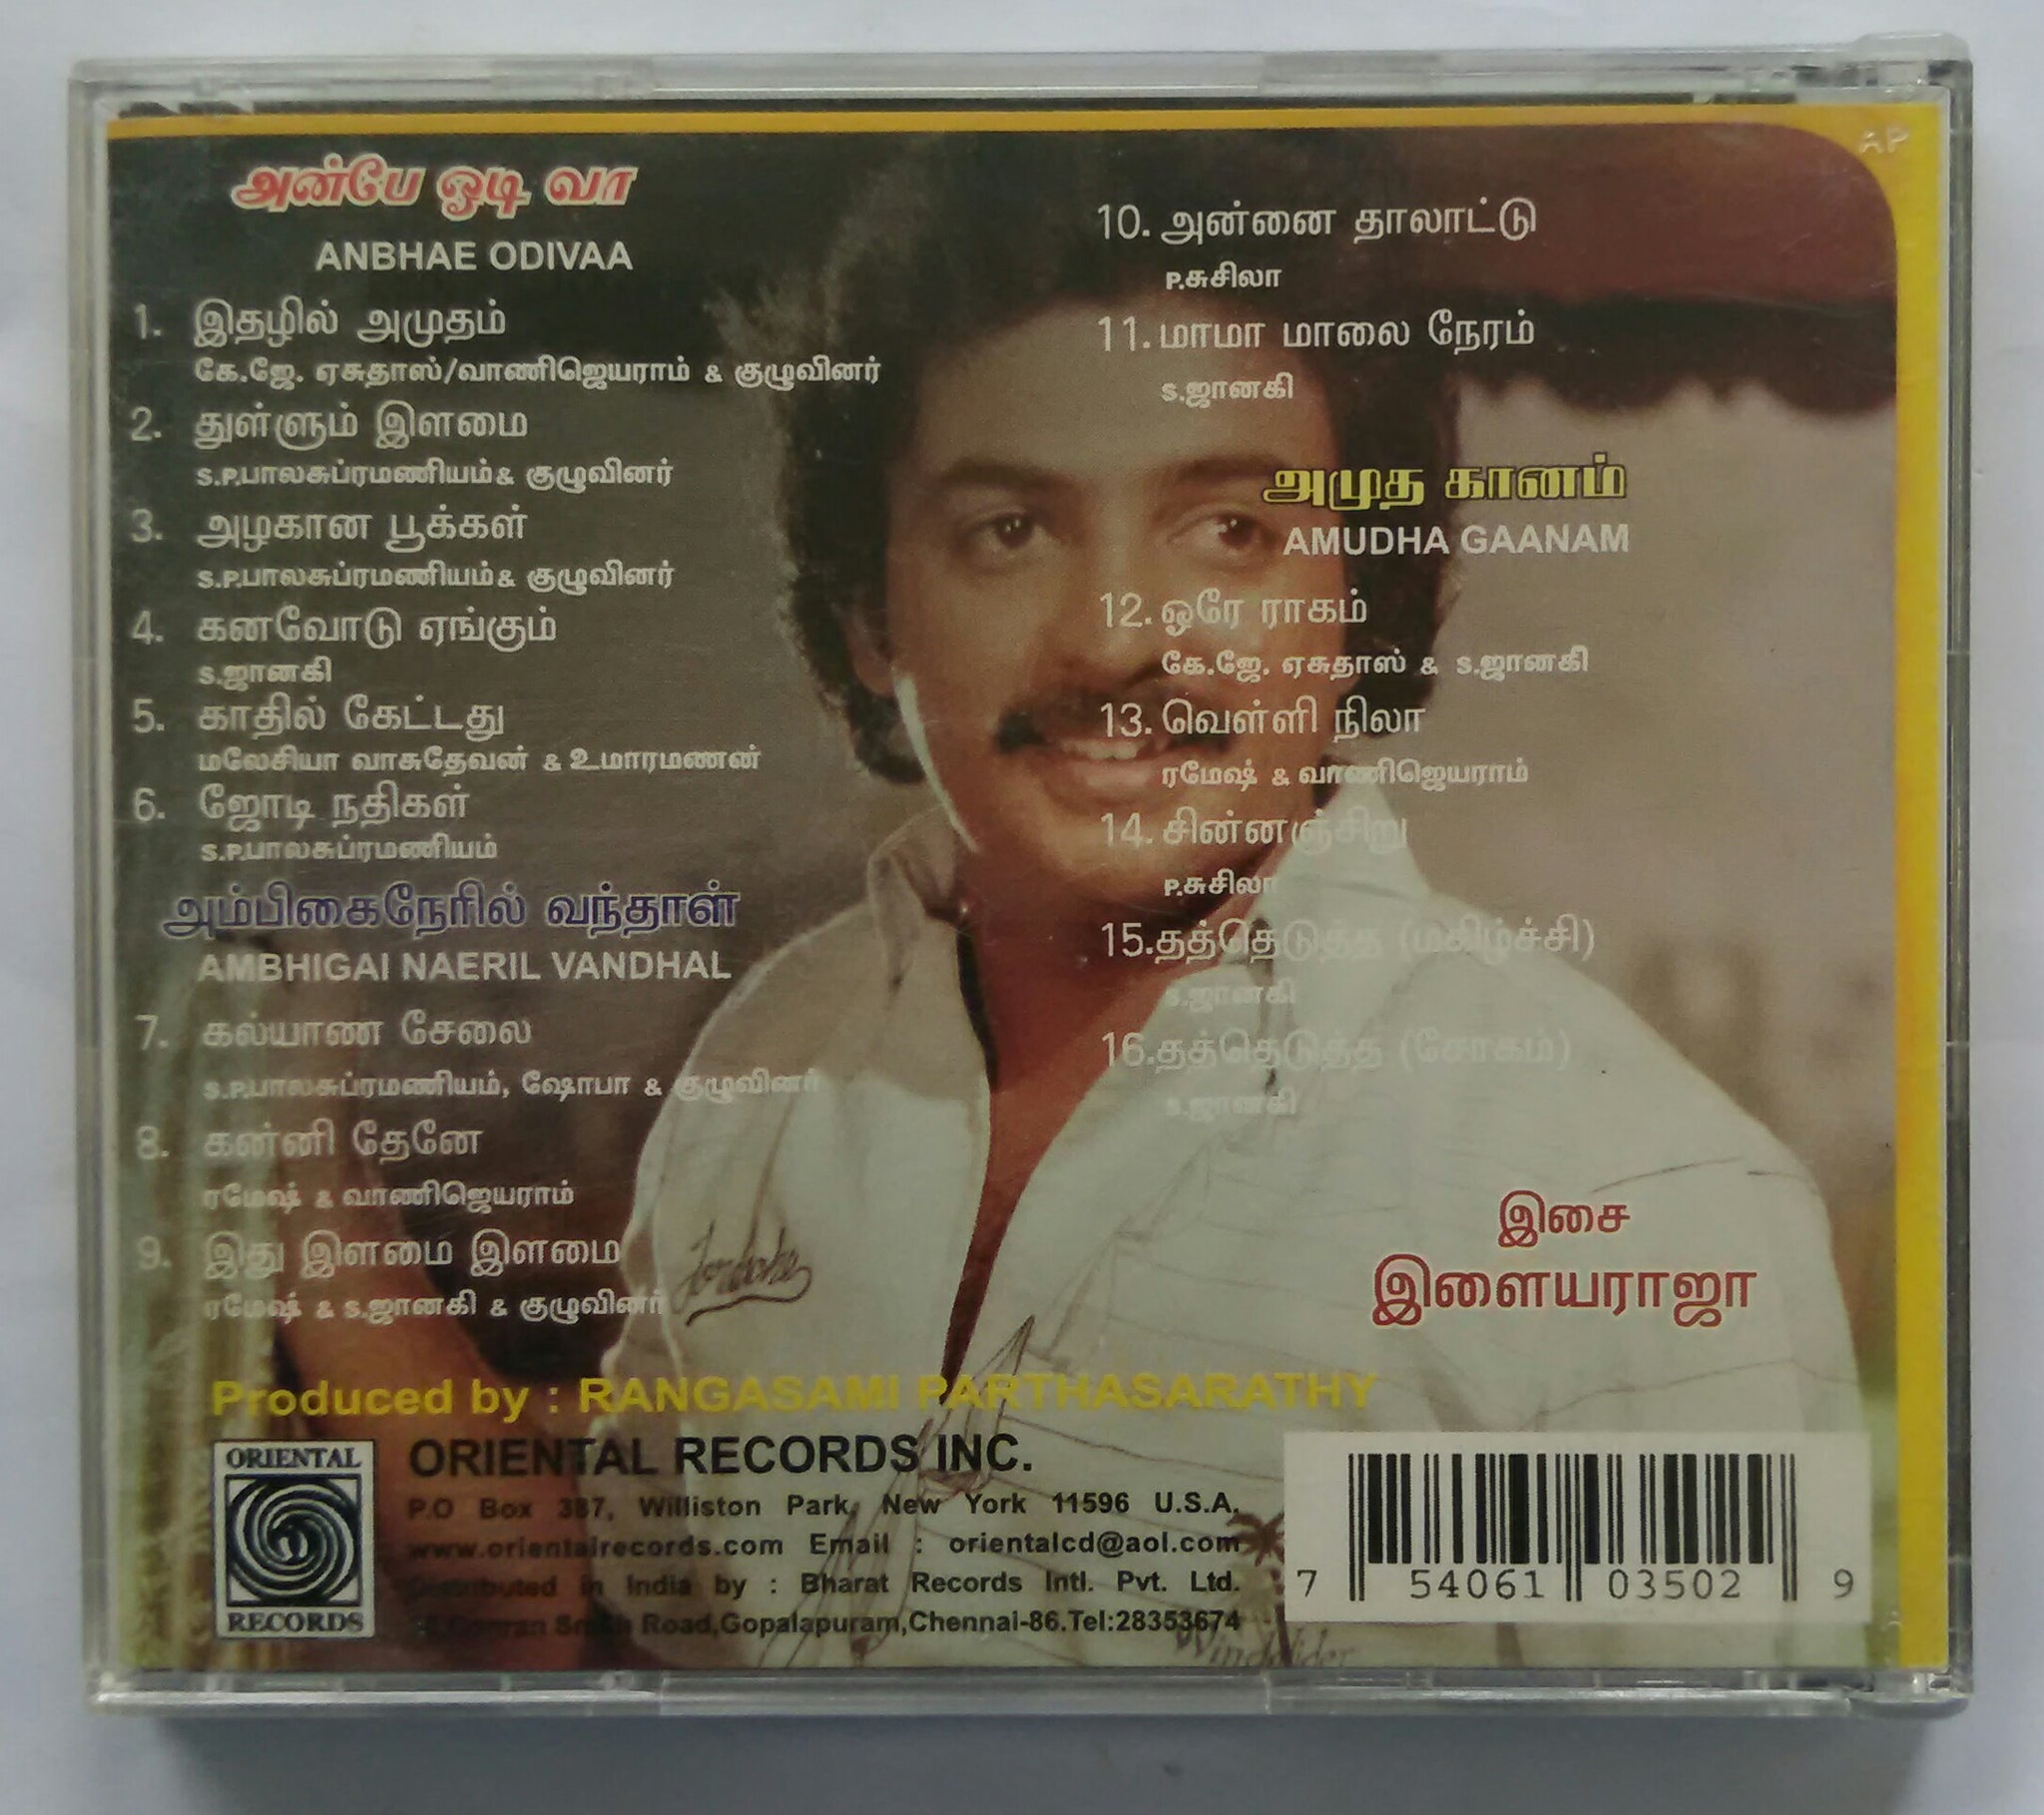 அன்பே ஓடி வா
ANBHAE ODIVAA
1. இதழில் அமுதம்
கே.ஜே. ஏசுதாஸ்/வாணிஜெயராம் & குழுவினர்
2. துள்ளும் இளமை
S.P.பாலசுப்ரமணியம்& குழுவினர்
3. அழகான பூக்கள்
S.P.பாலசுப்ரமணியம்& குழுவினர்
4. கனவோடு ஏங்கும்
S.ஜானகி
5. காதில் கேட்டது
மலேசியா வாசுதேவன் & உமாரமணன்
6. ஜோடி நதிகள்
S.P.பாலசுப்ரமணியம்
அம்பிகைநேரில் வந்தாள்
AMBHIGAI NAERIL VANDHAL
7. கல்யாண சேலை
S.P.பாலசுப்ரமணியம், ஷோபா & குழுவினர்
8. கன்னி தேனே
ரமேஷ் & வாணிஜெயராம்
9. இது இளமை இளமை
ரமேஷ் & S.ஜானகி & குழுவினர்
10. அன்னை தாலாட்டு
P.சுசிலா
11. மாமா மாலை நேரம்
S.ஜானகி
அமுத கானம்
AMUDHA GAANAM
12. ஒரே ராகம்
கே.ஜே. ஏசுதாஸ் & S.ஜானகி
13. வெள்ளி நிலா
ரமேஷ் & வாணிஜெயராம்
14. சின்னஞ்சிறு
P.சுசிலா
15. தத்தெடுத்த (மகிழ்ச்சி)
S.ஜானகி
16. தத்தெடுத்த (சோகம்)
S.ஜானகி
இசை
இளையராஜா
Produced by : RANGASAMI PARTHASARATHY
ORIENTAL
RECORDS
ORIENTAL RECORDS INC.
P.O Box 387, Williston Park, New York 11596 U.S.A.
www.orientalrecords.com Email : orientalcd@aol.com
Distributed in India by : Bharat Records Intl. Pvt. Ltd.
Smith Road,Gopalapuram,Chennai-86.Tel:28353674
7 54061 03502 9
AP